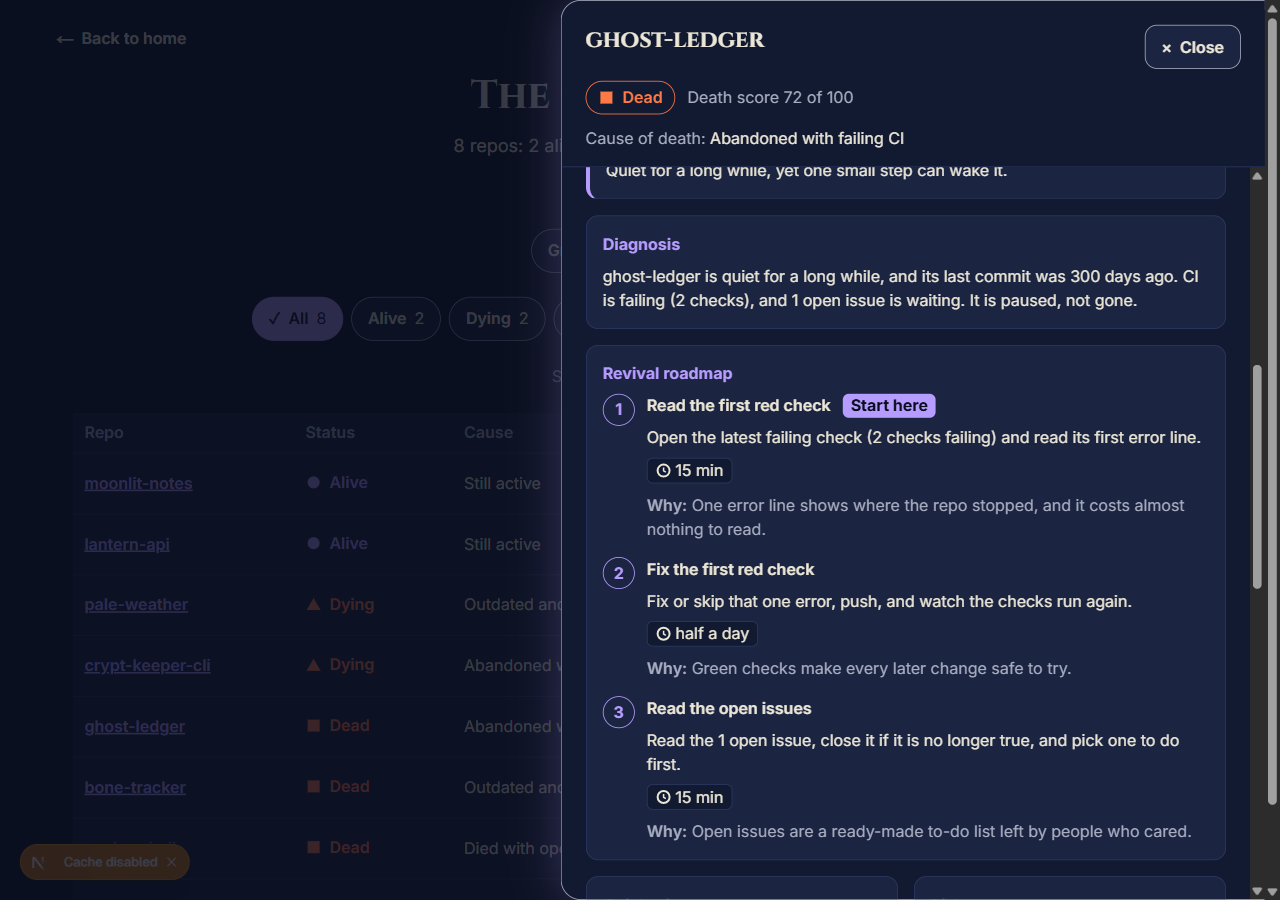 ← Back to home
THE
8 repos: 2 ali
G
✓ All 8
Alive 2
Dying 2
S
Repo Status Cause
moonlit-notes Alive Still active
lantern-api Alive Still active
pale-weather Dying Outdated and
crypt-keeper-cli Dying Abandoned w
ghost-ledger Dead Abandoned w
bone-tracker Dead Outdated and
Dead Died with ope
Cache disabled ×
GHOST-LEDGER
× Close
Dead
Death score 72 of 100
Cause of death: Abandoned with failing CI
Quiet for a long while, yet one small step can wake it.
Diagnosis
ghost-ledger is quiet for a long while, and its last commit was 300 days ago. CI
is failing (2 checks), and 1 open issue is waiting. It is paused, not gone.
Revival roadmap
1 Read the first red check Start here
Open the latest failing check (2 checks failing) and read its first error line.
15 min
Why: One error line shows where the repo stopped, and it costs almost
nothing to read.
2 Fix the first red check
Fix or skip that one error, push, and watch the checks run again.
half a day
Why: Green checks make every later change safe to try.
3 Read the open issues
Read the 1 open issue, close it if it is no longer true, and pick one to do
first.
15 min
Why: Open issues are a ready-made to-do list left by people who cared.